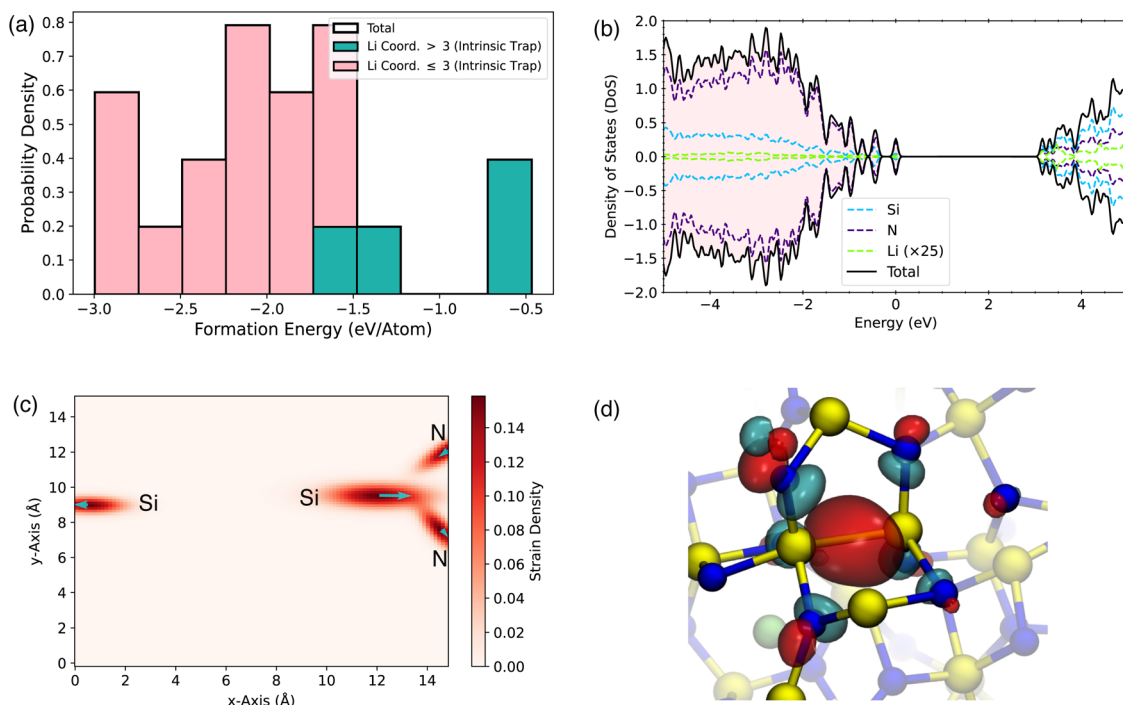 (a)
0.8
0.7
0.6
0.5
0.4
0.3
0.2
0.1
0.0
Probability Density
−3.0 −2.5 −2.0 −1.5 −1.0 −0.5
Formation Energy (eV/Atom)
Total
Li Coord. > 3 (Intrinsic Trap)
Li Coord. ≤ 3 (Intrinsic Trap)
(b)
2.0
1.5
1.0
0.5
0.0
−0.5
−1.0
−1.5
−2.0
Density of States (DoS)
−4 −2 0 2 4
Energy (eV)
Si
N
Li (×25)
Total
(c)
14
12
10
8
6
4
2
0
y-Axis (Å)
0 2 4 6 8 10 12 14
x-Axis (Å)
N
Si
Si
N
0.14
0.12
0.10
0.08
0.06
0.04
0.02
0.00
Strain Density
(d)